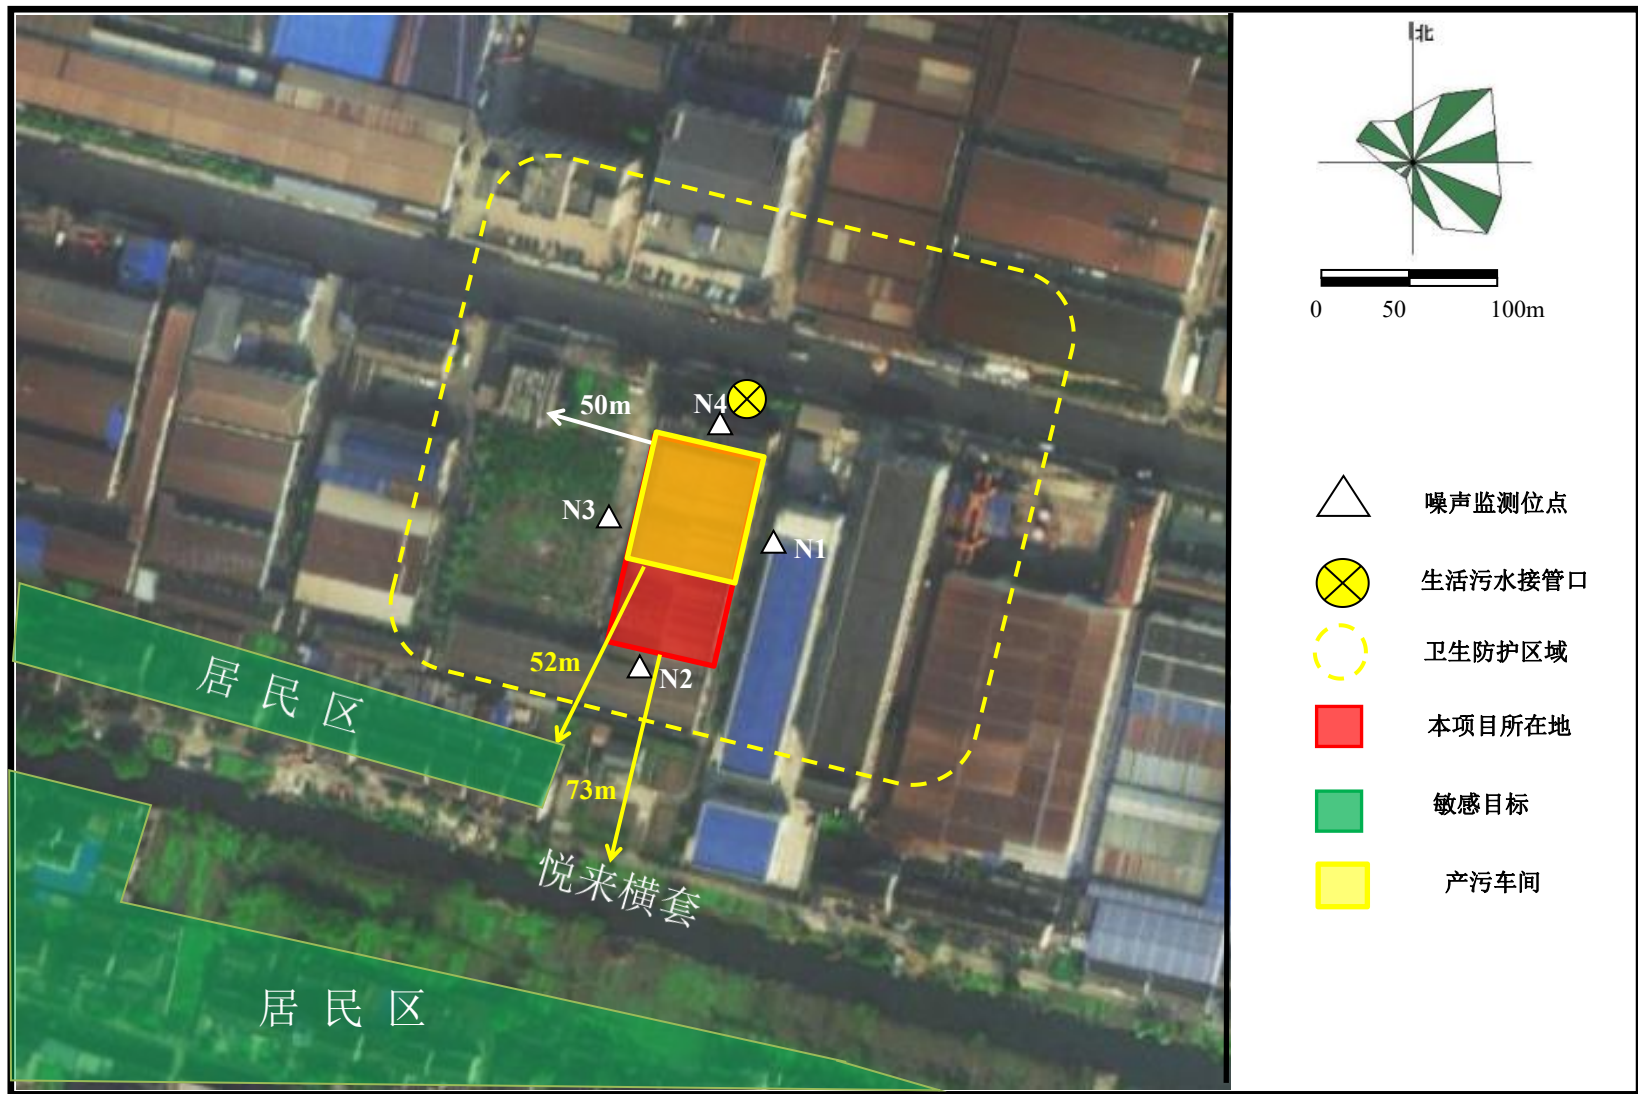 北
0 50 100m
N4
50m
N3
N1
52m
N2
居民区
73m
悦来横套
居民区
噪声监测位点
生活污水接管口
卫生防护区域
本项目所在地
敏感目标
产污车间